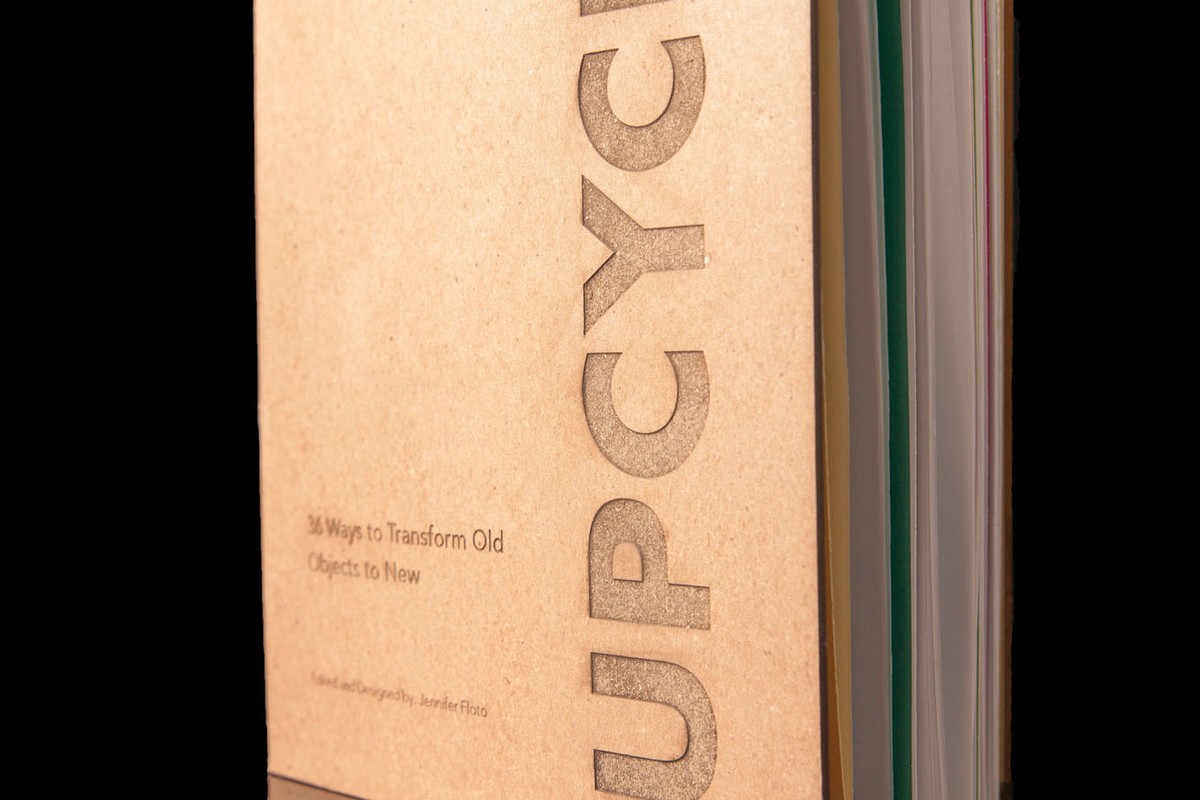 UPCYC
36 Ways to Transform Old
Objects to New
Edited and Designed by: Jennifer Floto